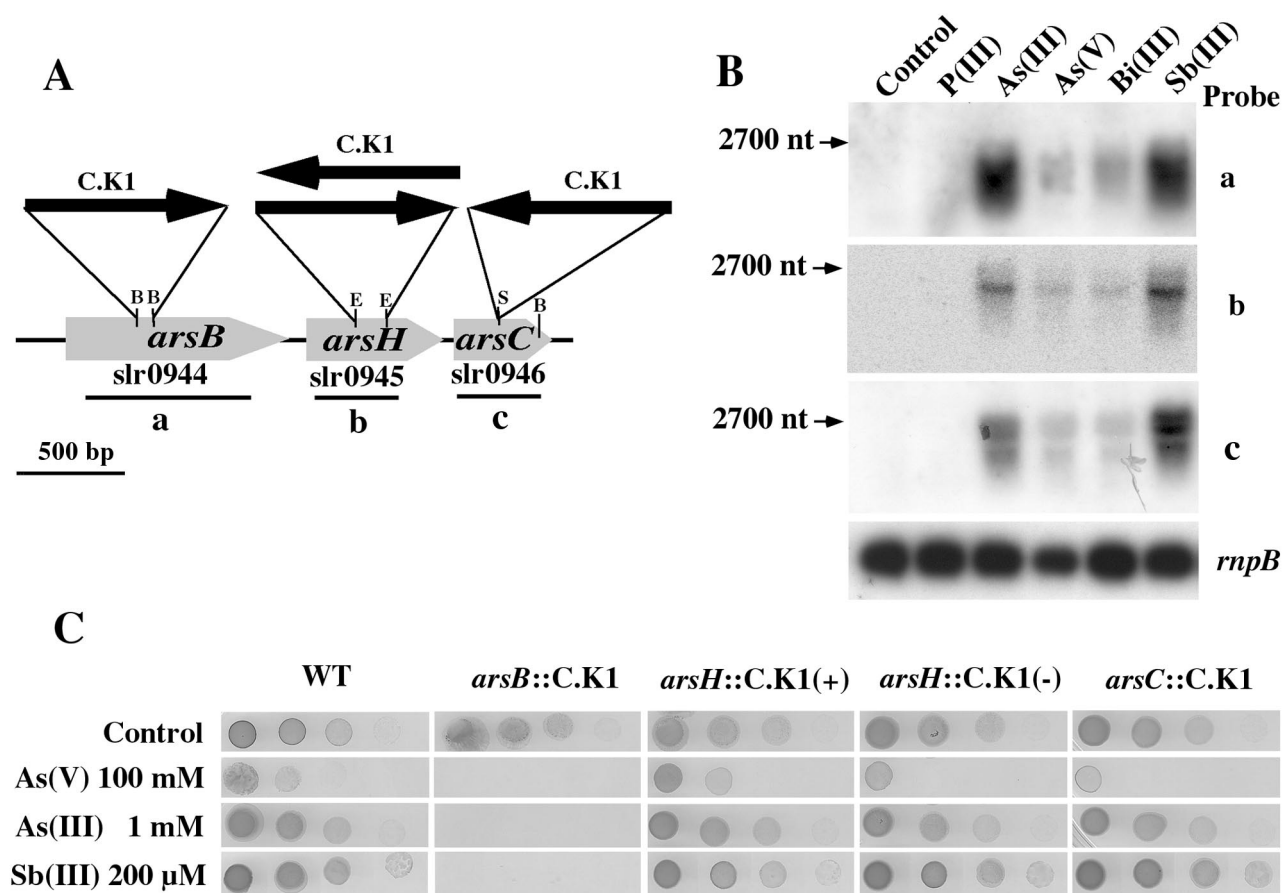 A
C.K1
C.K1
C.K1
B B
E E
S B
arsB
arsH
arsC
slr0944
slr0945
slr0946
a
b
c
500 bp
B
Control
P(III)
As(III)
As(V)
Bi(III)
Sb(III)
Probe
2700 nt
a
2700 nt
b
2700 nt
c
rnpB
C
WT
arsB::C.K1
arsH::C.K1(+)
arsH::C.K1(-)
arsC::C.K1
Control
As(V) 100 mM
As(III) 1 mM
Sb(III) 200 µM